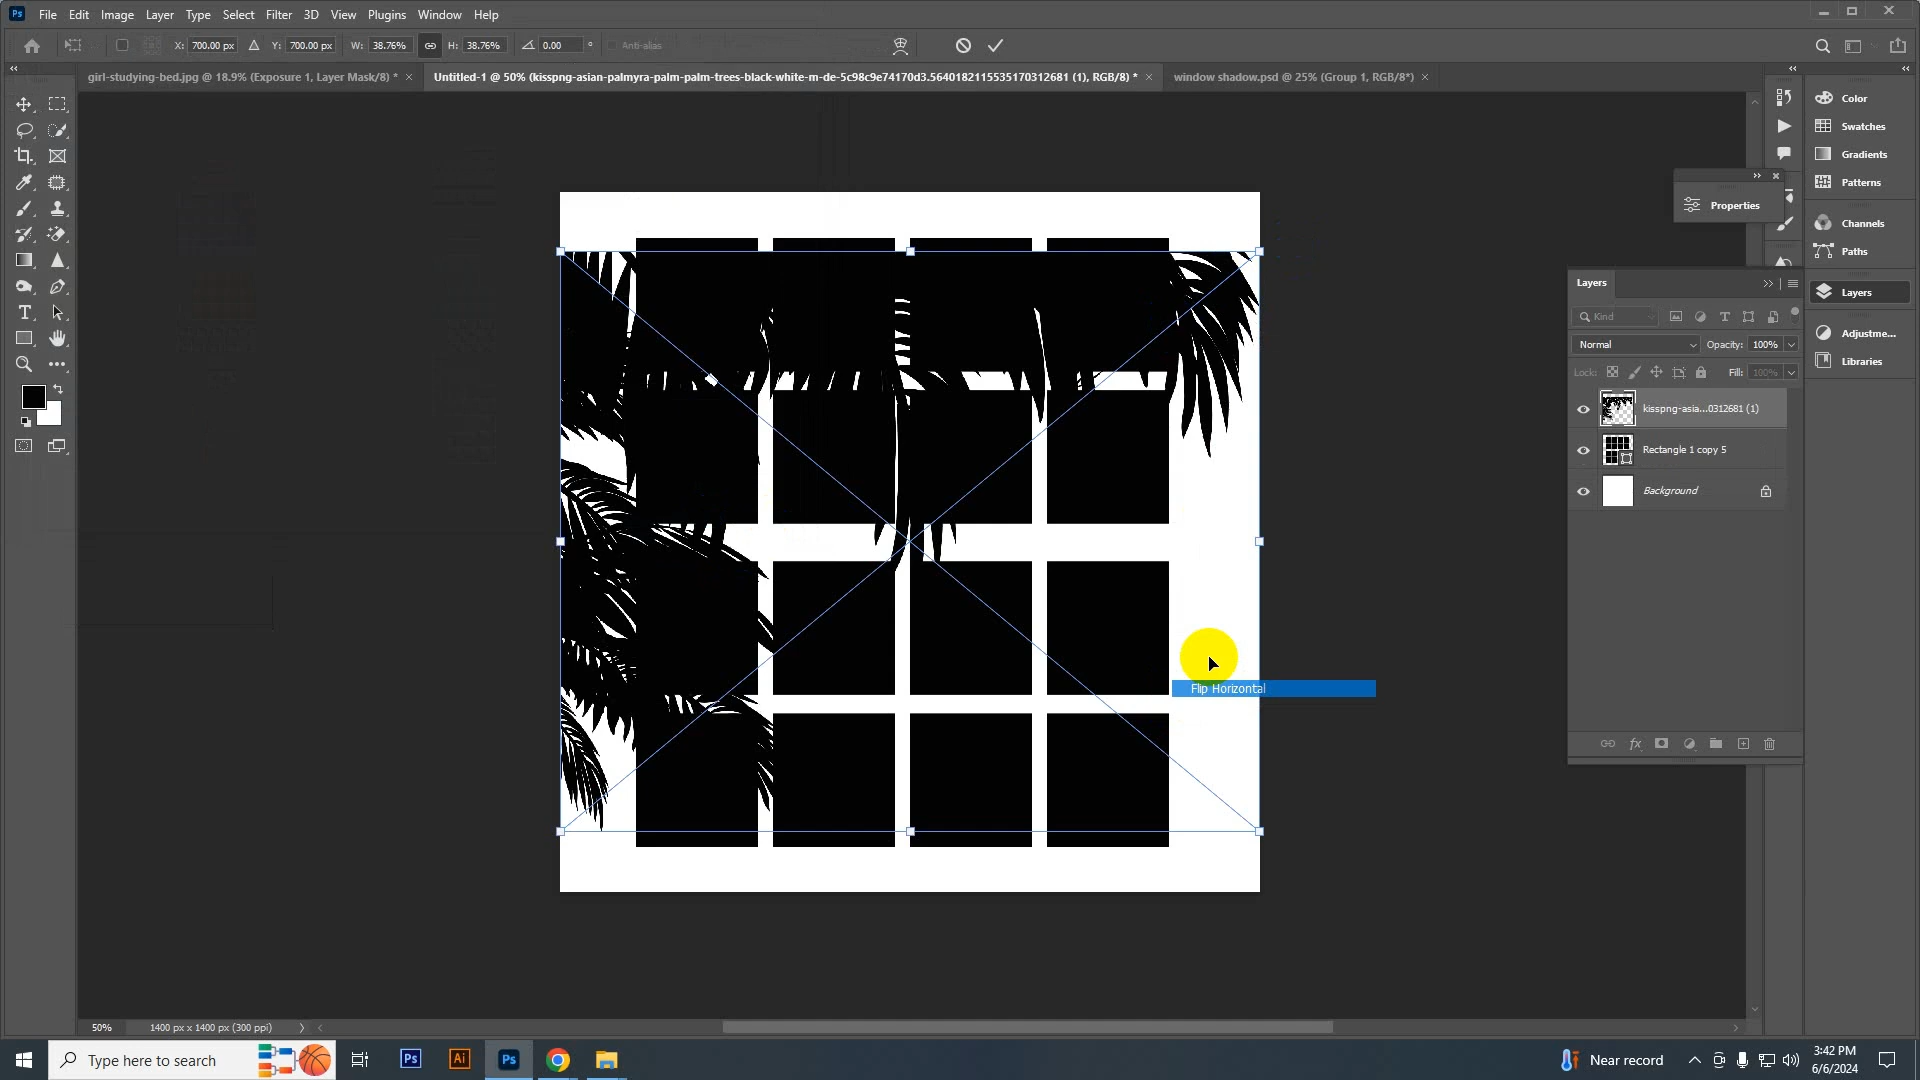 Ps File Edit Image Layer Type Select Filter 3D View Plugins Window Help
X: 700.00 px Y: 700.00 px W: 38.76% H: 38.76% 0.00 ° Anti-alias
girl-studying-bed.jpg @ 18.9% (Exposure 1, Layer Mask/8) * × Untitled-1 @ 50% (kisspng-asian-palmyra-palm-palm-trees-black-white-m-de-5c98c9e74170d3.5640182115535170312681 (1), RGB/8) * × window shadow.psd @ 25% (Group 1, RGB/8*) ×
Color
Swatches
Gradients
Patterns
Properties
Channels
Paths
Layers
Layers
Kind
Adjustme...
Normal Opacity: 100%
Libraries
Lock: Fill: 100%
kisspng-asia...0312681 (1)
Rectangle 1 copy 5
Background
Flip Horizontal
fx
50% 1400 px x 1400 px (300 ppi)
Type here to search
Ps Ai Ps
Near record
3:42 PM
6/6/2024